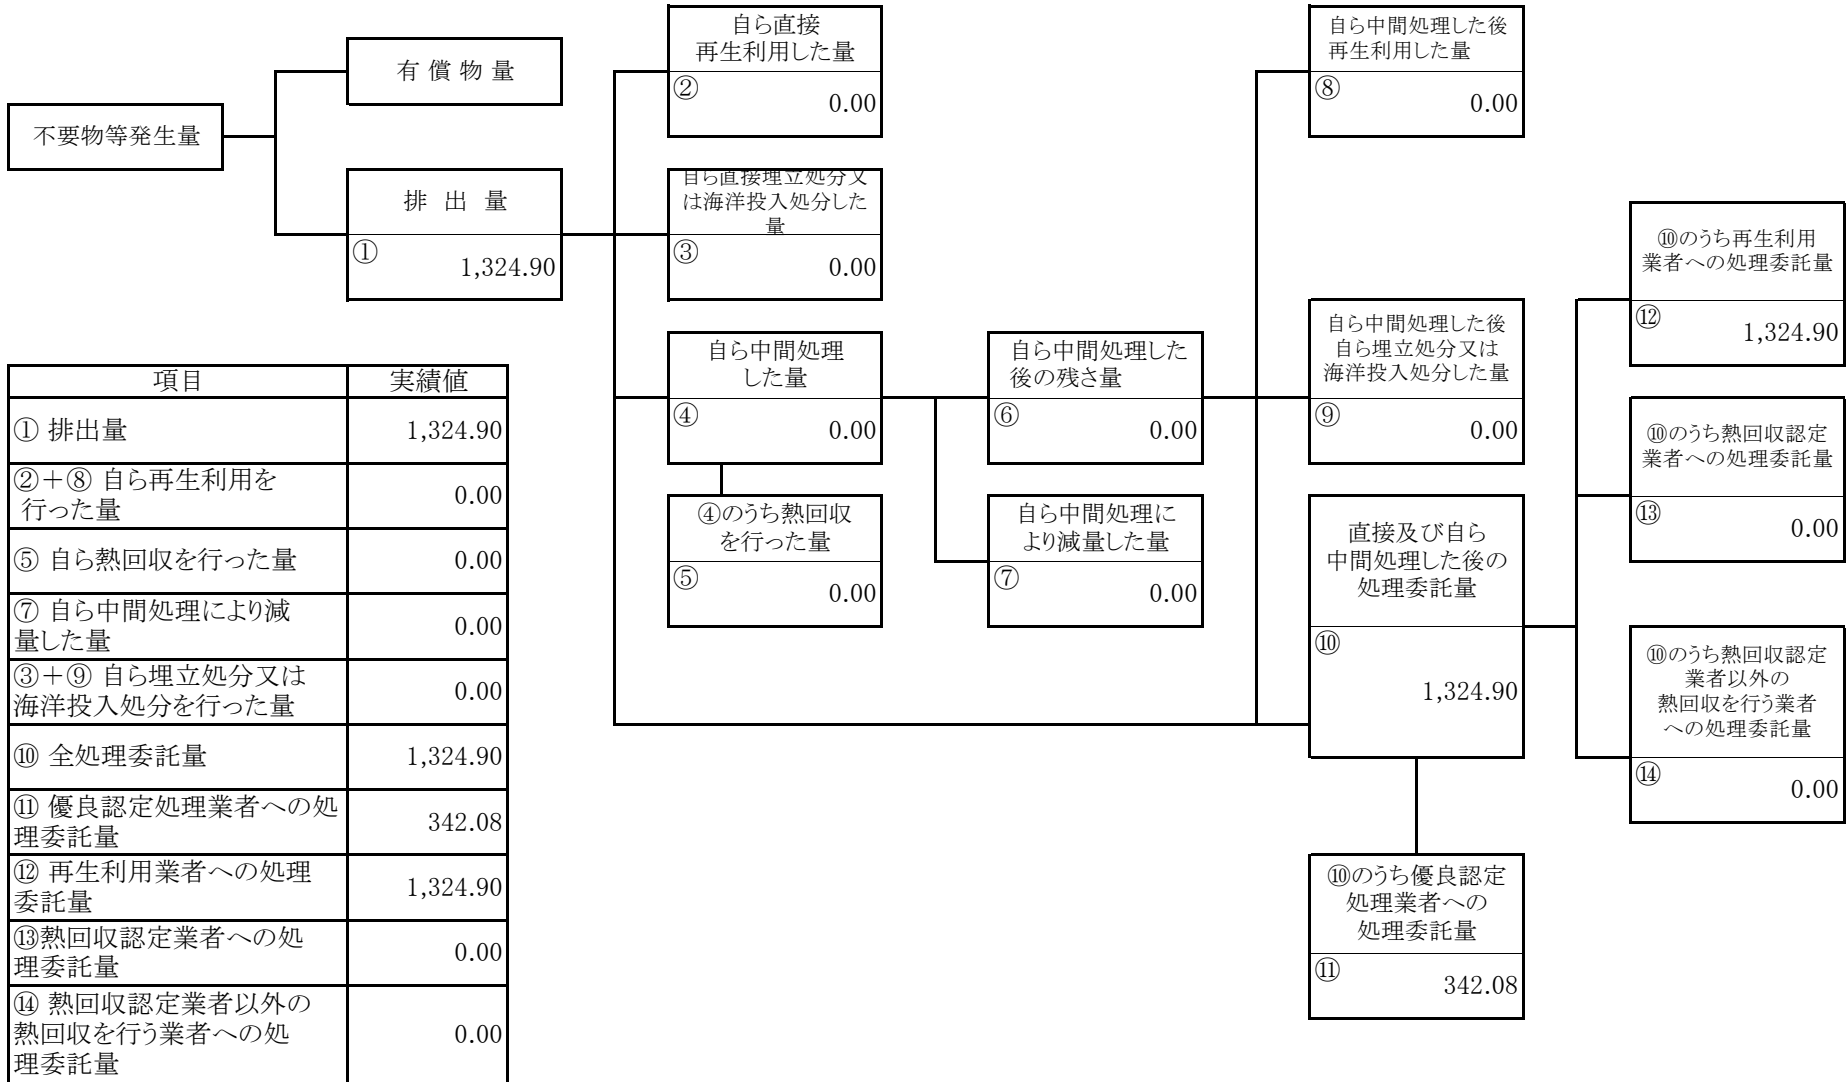 不要物等発生量
有 償 物 量
排 出 量
①
1,324.90
自ら直接
再生利用した量
②
0.00
自ら直接埋立処分又
は海洋投入処分した
量
③
0.00
自ら中間処理
した量
④
0.00
④のうち熱回収
を行った量
⑤
0.00
自ら中間処理した
後の残さ量
⑥
0.00
自ら中間処理に
より減量した量
⑦
0.00
自ら中間処理した後
再生利用した量
⑧
0.00
自ら中間処理した後
自ら埋立処分又は
海洋投入処分した量
⑨
0.00
直接及び自ら
中間処理した後の
処理委託量
⑩
1,324.90
⑩のうち優良認定
処理業者への
処理委託量
⑪
342.08
⑩のうち再生利用
業者への処理委託量
⑫
1,324.90
⑩のうち熱回収認定
業者への処理委託量
⑬
0.00
⑩のうち熱回収認定
業者以外の
熱回収を行う業者
への処理委託量
⑭
0.00
項目 実績値
① 排出量 1,324.90
②＋⑧ 自ら再生利用を
行った量 0.00
⑤ 自ら熱回収を行った量 0.00
⑦ 自ら中間処理により減
量した量 0.00
③＋⑨ 自ら埋立処分又は
海洋投入処分を行った量 0.00
⑩ 全処理委託量 1,324.90
⑪ 優良認定処理業者への処
理委託量 342.08
⑫ 再生利用業者への処理
委託量 1,324.90
⑬熱回収認定業者への処
理委託量 0.00
⑭ 熱回収認定業者以外の
熱回収を行う業者への処
理委託量 0.00